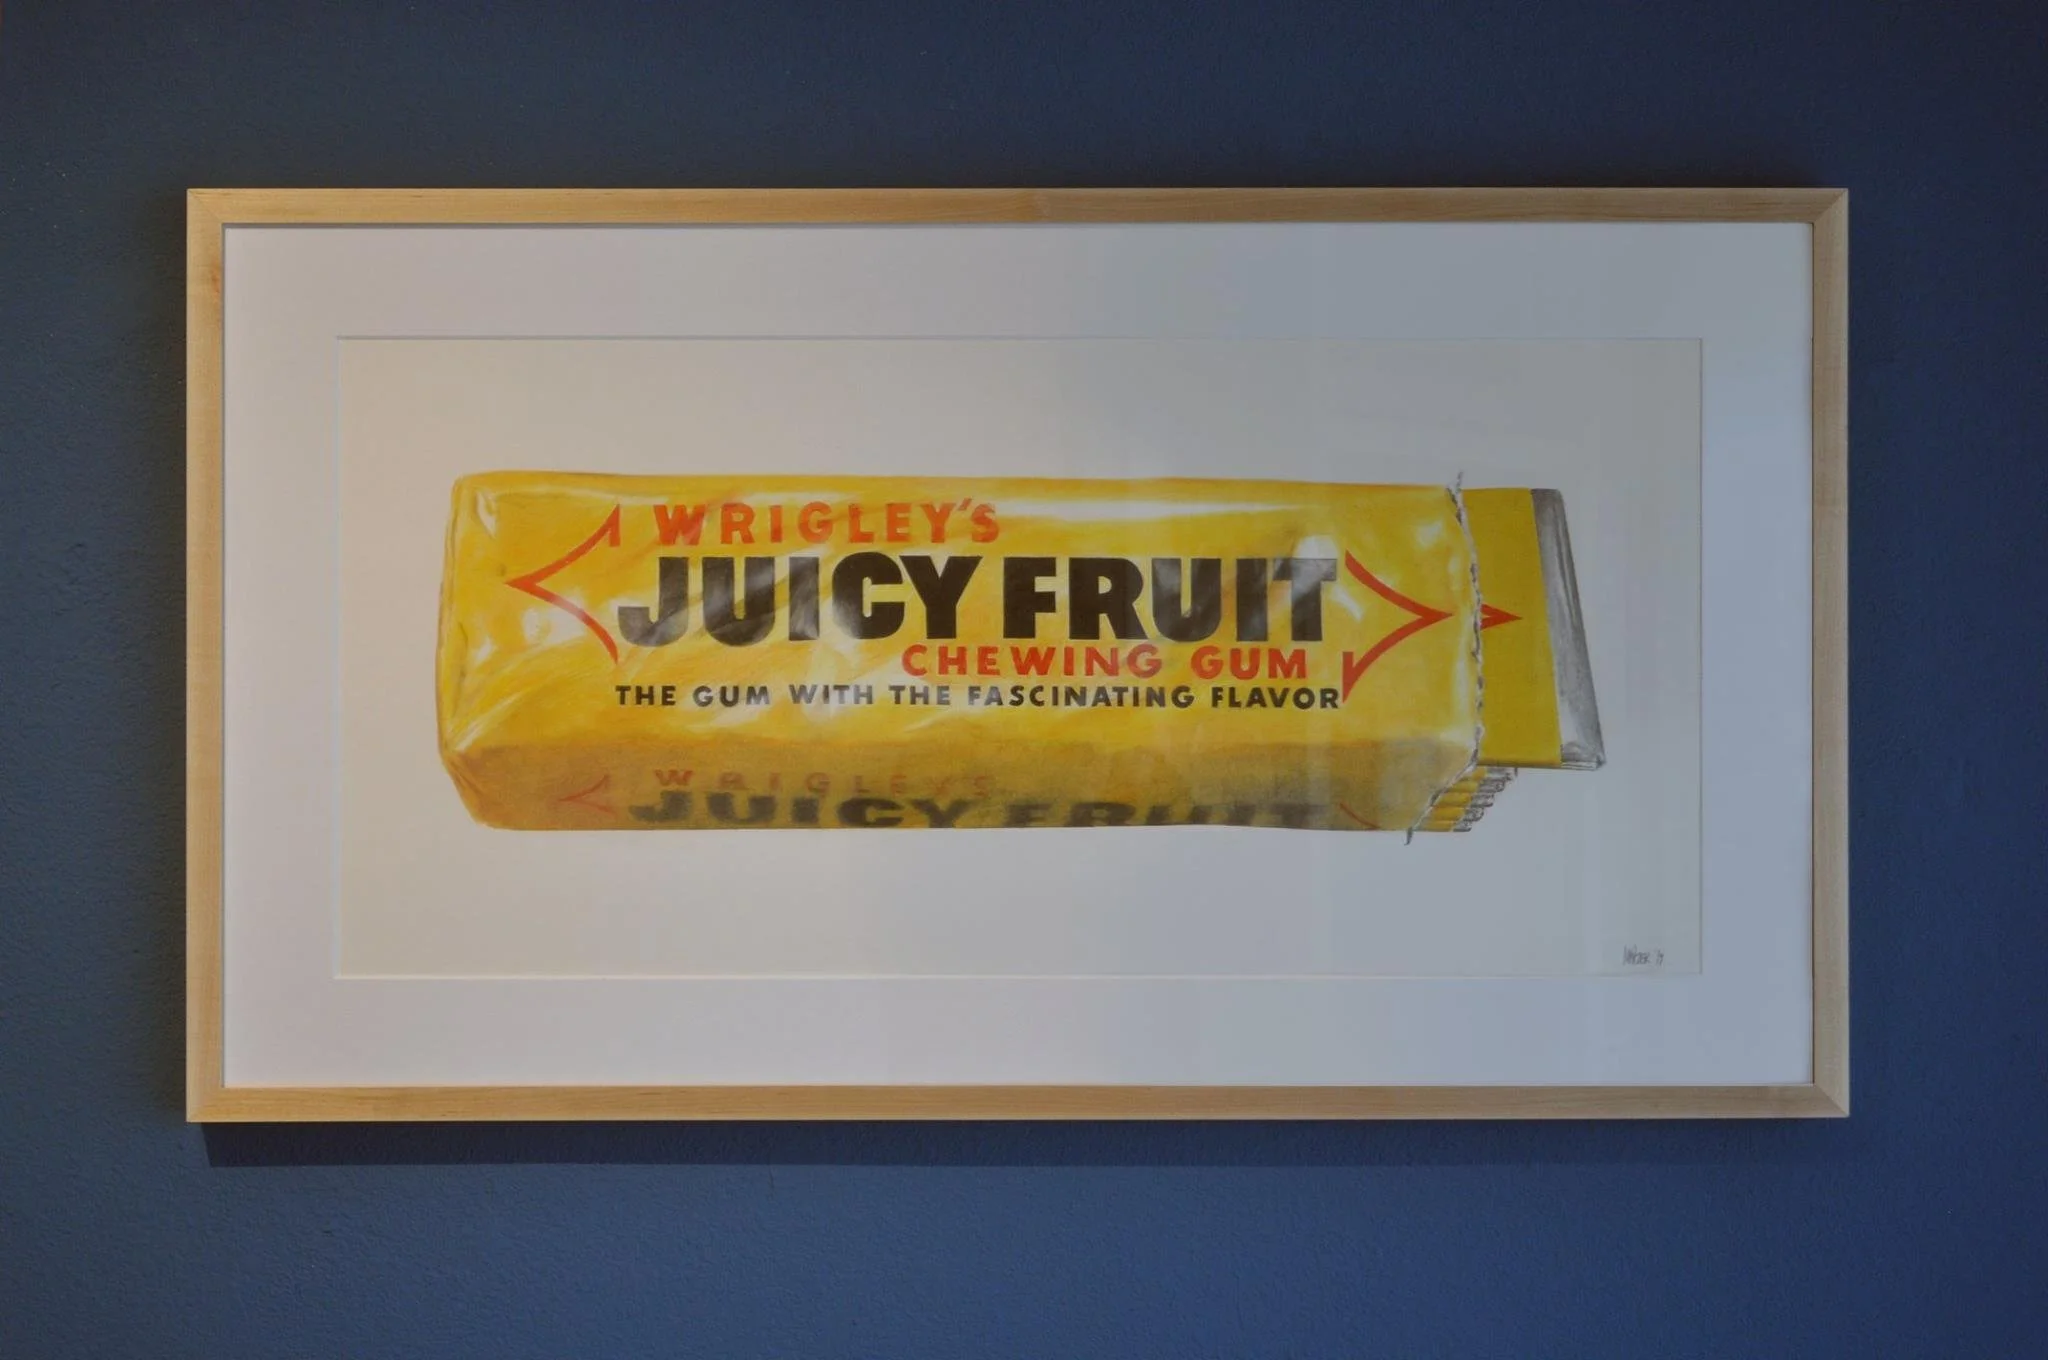 WRIGLEY'S
JUICY FRUIT
CHEWING GUM
THE GUM WITH THE FASCINATING FLAVOR
WRIGLEY'S
JUICY FRUIT